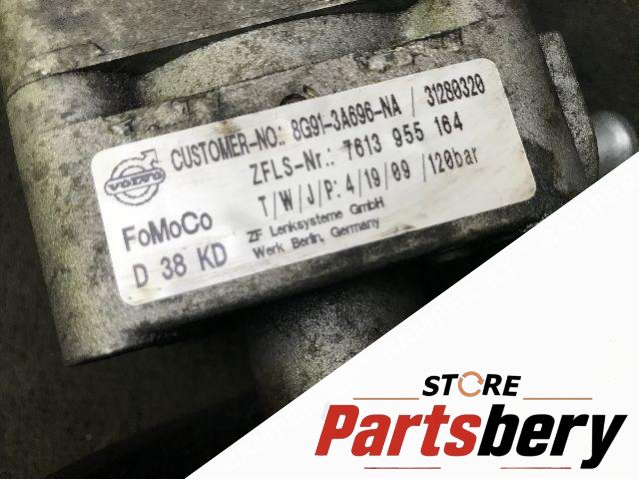 VOLVO
CUSTOMER-NO.: 8G91-3A696-NA / 31280320
ZFLS-Nr.: 7613 955 164
T/W/J/P: 4/19/09 /120bar
FoMoCo
ZF Lenksysteme GmbH
D 38 KD
Werk Berlin, Germany
STORE
Partsbery